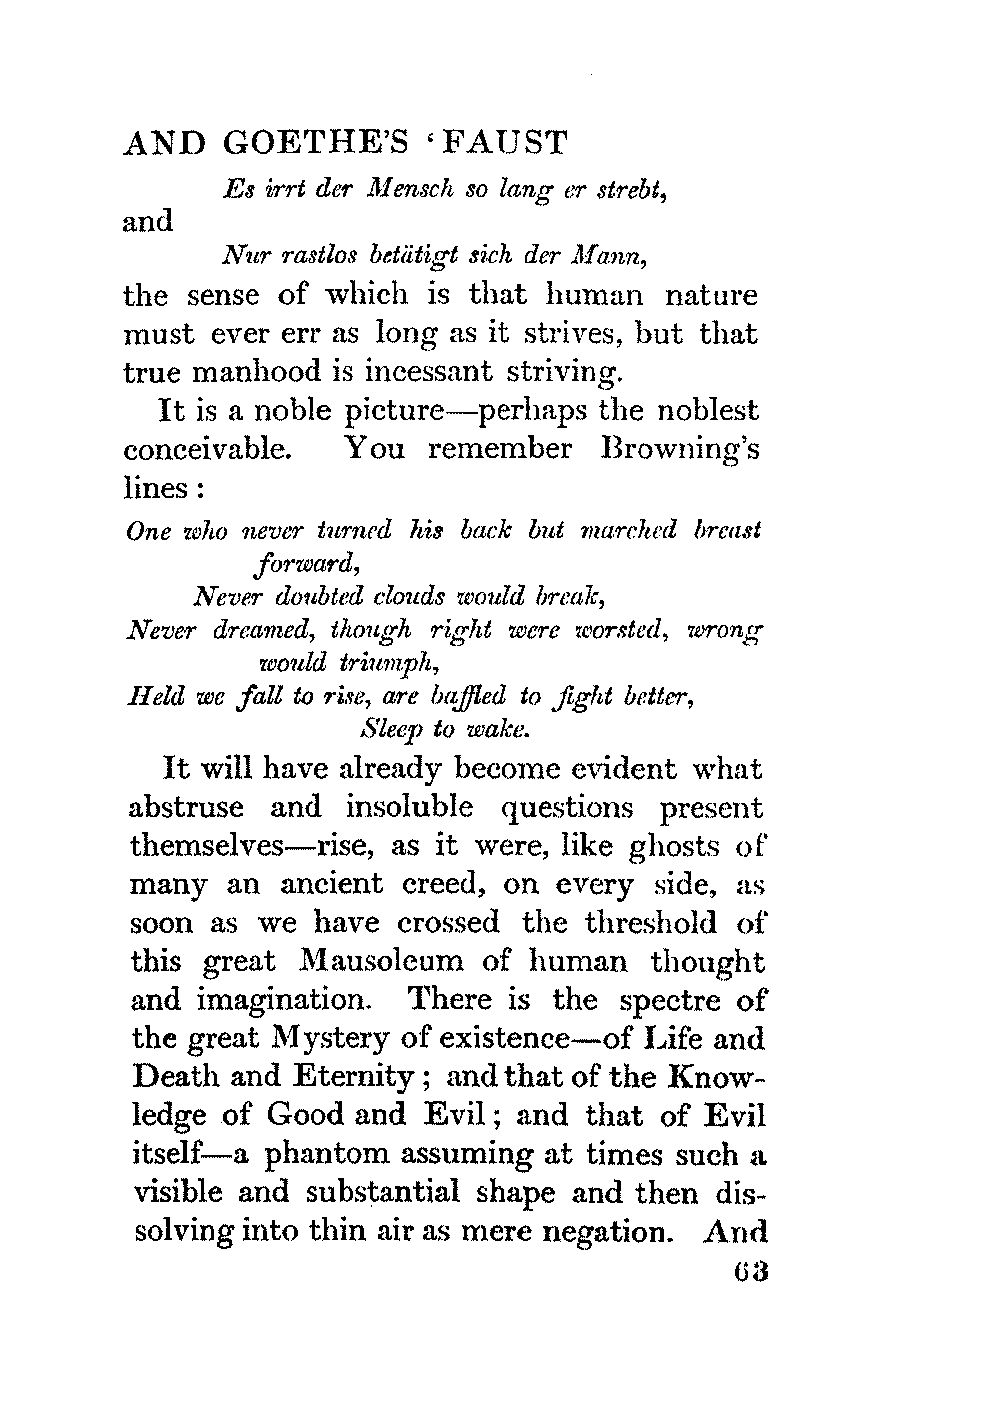 AND GOETHE'S ‘FAUST
Es irrt der Mensch so lang er strebt,
and
Nur rastlos betätigt sich der Mann,
the sense of which is that human nature
must ever err as long as it strives, but that
true manhood is incessant striving.
It is a noble picture—perhaps the noblest
conceivable. You remember Browning's
lines :
One who never turned his back but marched breast
forward,
Never doubted clouds would break,
Never dreamed, though right were worsted, wrong
would triumph,
Held we fall to rise, are baffled to fight better,
Sleep to wake.
It will have already become evident what
abstruse and insoluble questions present
themselves—rise, as it were, like ghosts of
many an ancient creed, on every side, as
soon as we have crossed the threshold of
this great Mausoleum of human thought
and imagination. There is the spectre of
the great Mystery of existence—of Life and
Death and Eternity ; and that of the Know-
ledge of Good and Evil ; and that of Evil
itself—a phantom assuming at times such a
visible and substantial shape and then dis-
solving into thin air as mere negation. And
63